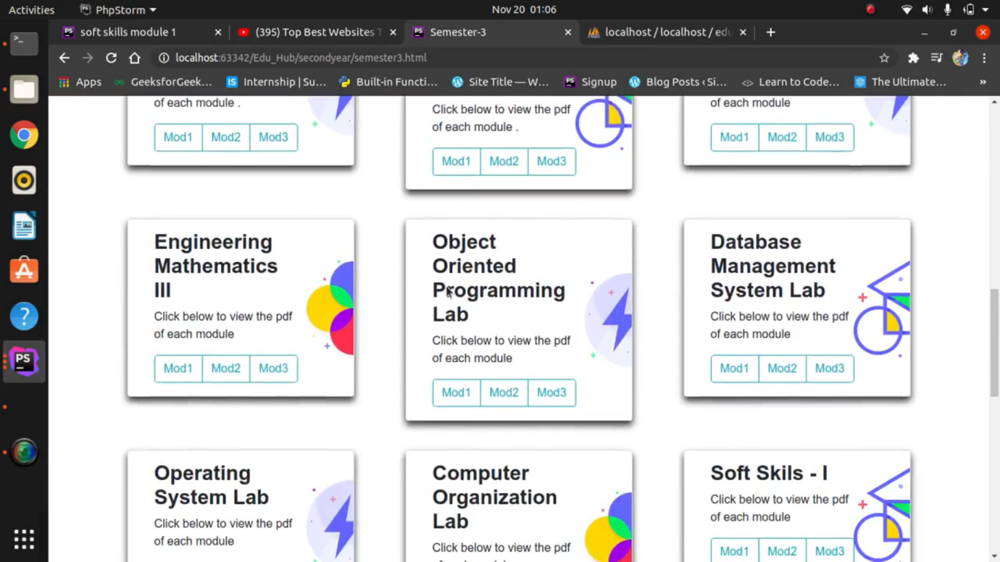 Activities
PhpStorm
Nov 20 01:06
soft skills module 1
(395) Top Best Websites T
PS
Semester-3
localhost / localhost / edu
localhost:63342/Edu_Hub/secondyear/semester3.html
Apps
GeeksforGeek...
IS
Internship | Su...
Built-in Functi...
Site Title — W...
Signup
Blog Posts ‹ Si...
Learn to Code...
The Ultimate...
of each module .
Mod1 Mod2 Mod3
Click below to view the pdf
of each module .
Mod1 Mod2 Mod3
of each module
Mod1 Mod2 Mod3
Engineering
Mathematics
III
Click below to view the pdf
of each module
Mod1 Mod2 Mod3
Object
Oriented
Programming
Lab
Click below to view the pdf
of each module
Mod1 Mod2 Mod3
Database
Management
System Lab
Click below to view the pdf
of each module
Mod1 Mod2 Mod3
Operating
System Lab
Click below to view the pdf
of each module
Computer
Organization
Lab
Click below to view the pdf
Soft Skils - I
Click below to view the pdf
of each module
Mod1 Mod2 Mod3
PS